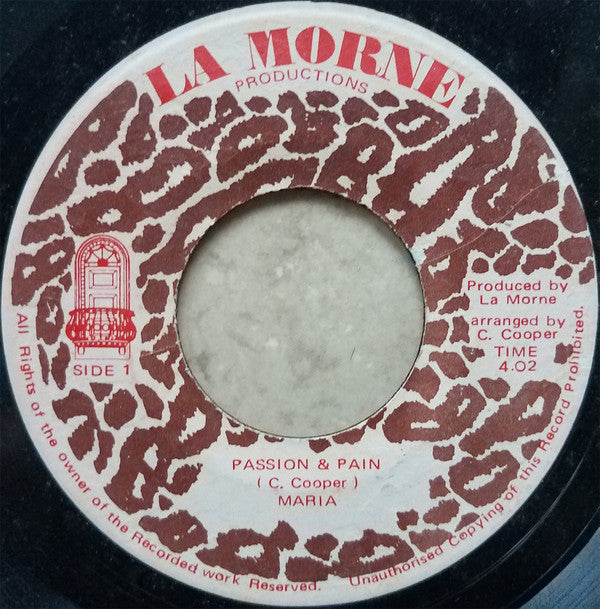 LA MORNE
PRODUCTIONS
Produced by
La Morne
arranged by
C. Cooper
TIME
4.02
SIDE 1
PASSION & PAIN
( C. Cooper )
MARIA
All Rights of the owner of the Recorded work Reserved. Unauthorised Copying of this Record Prohibited.